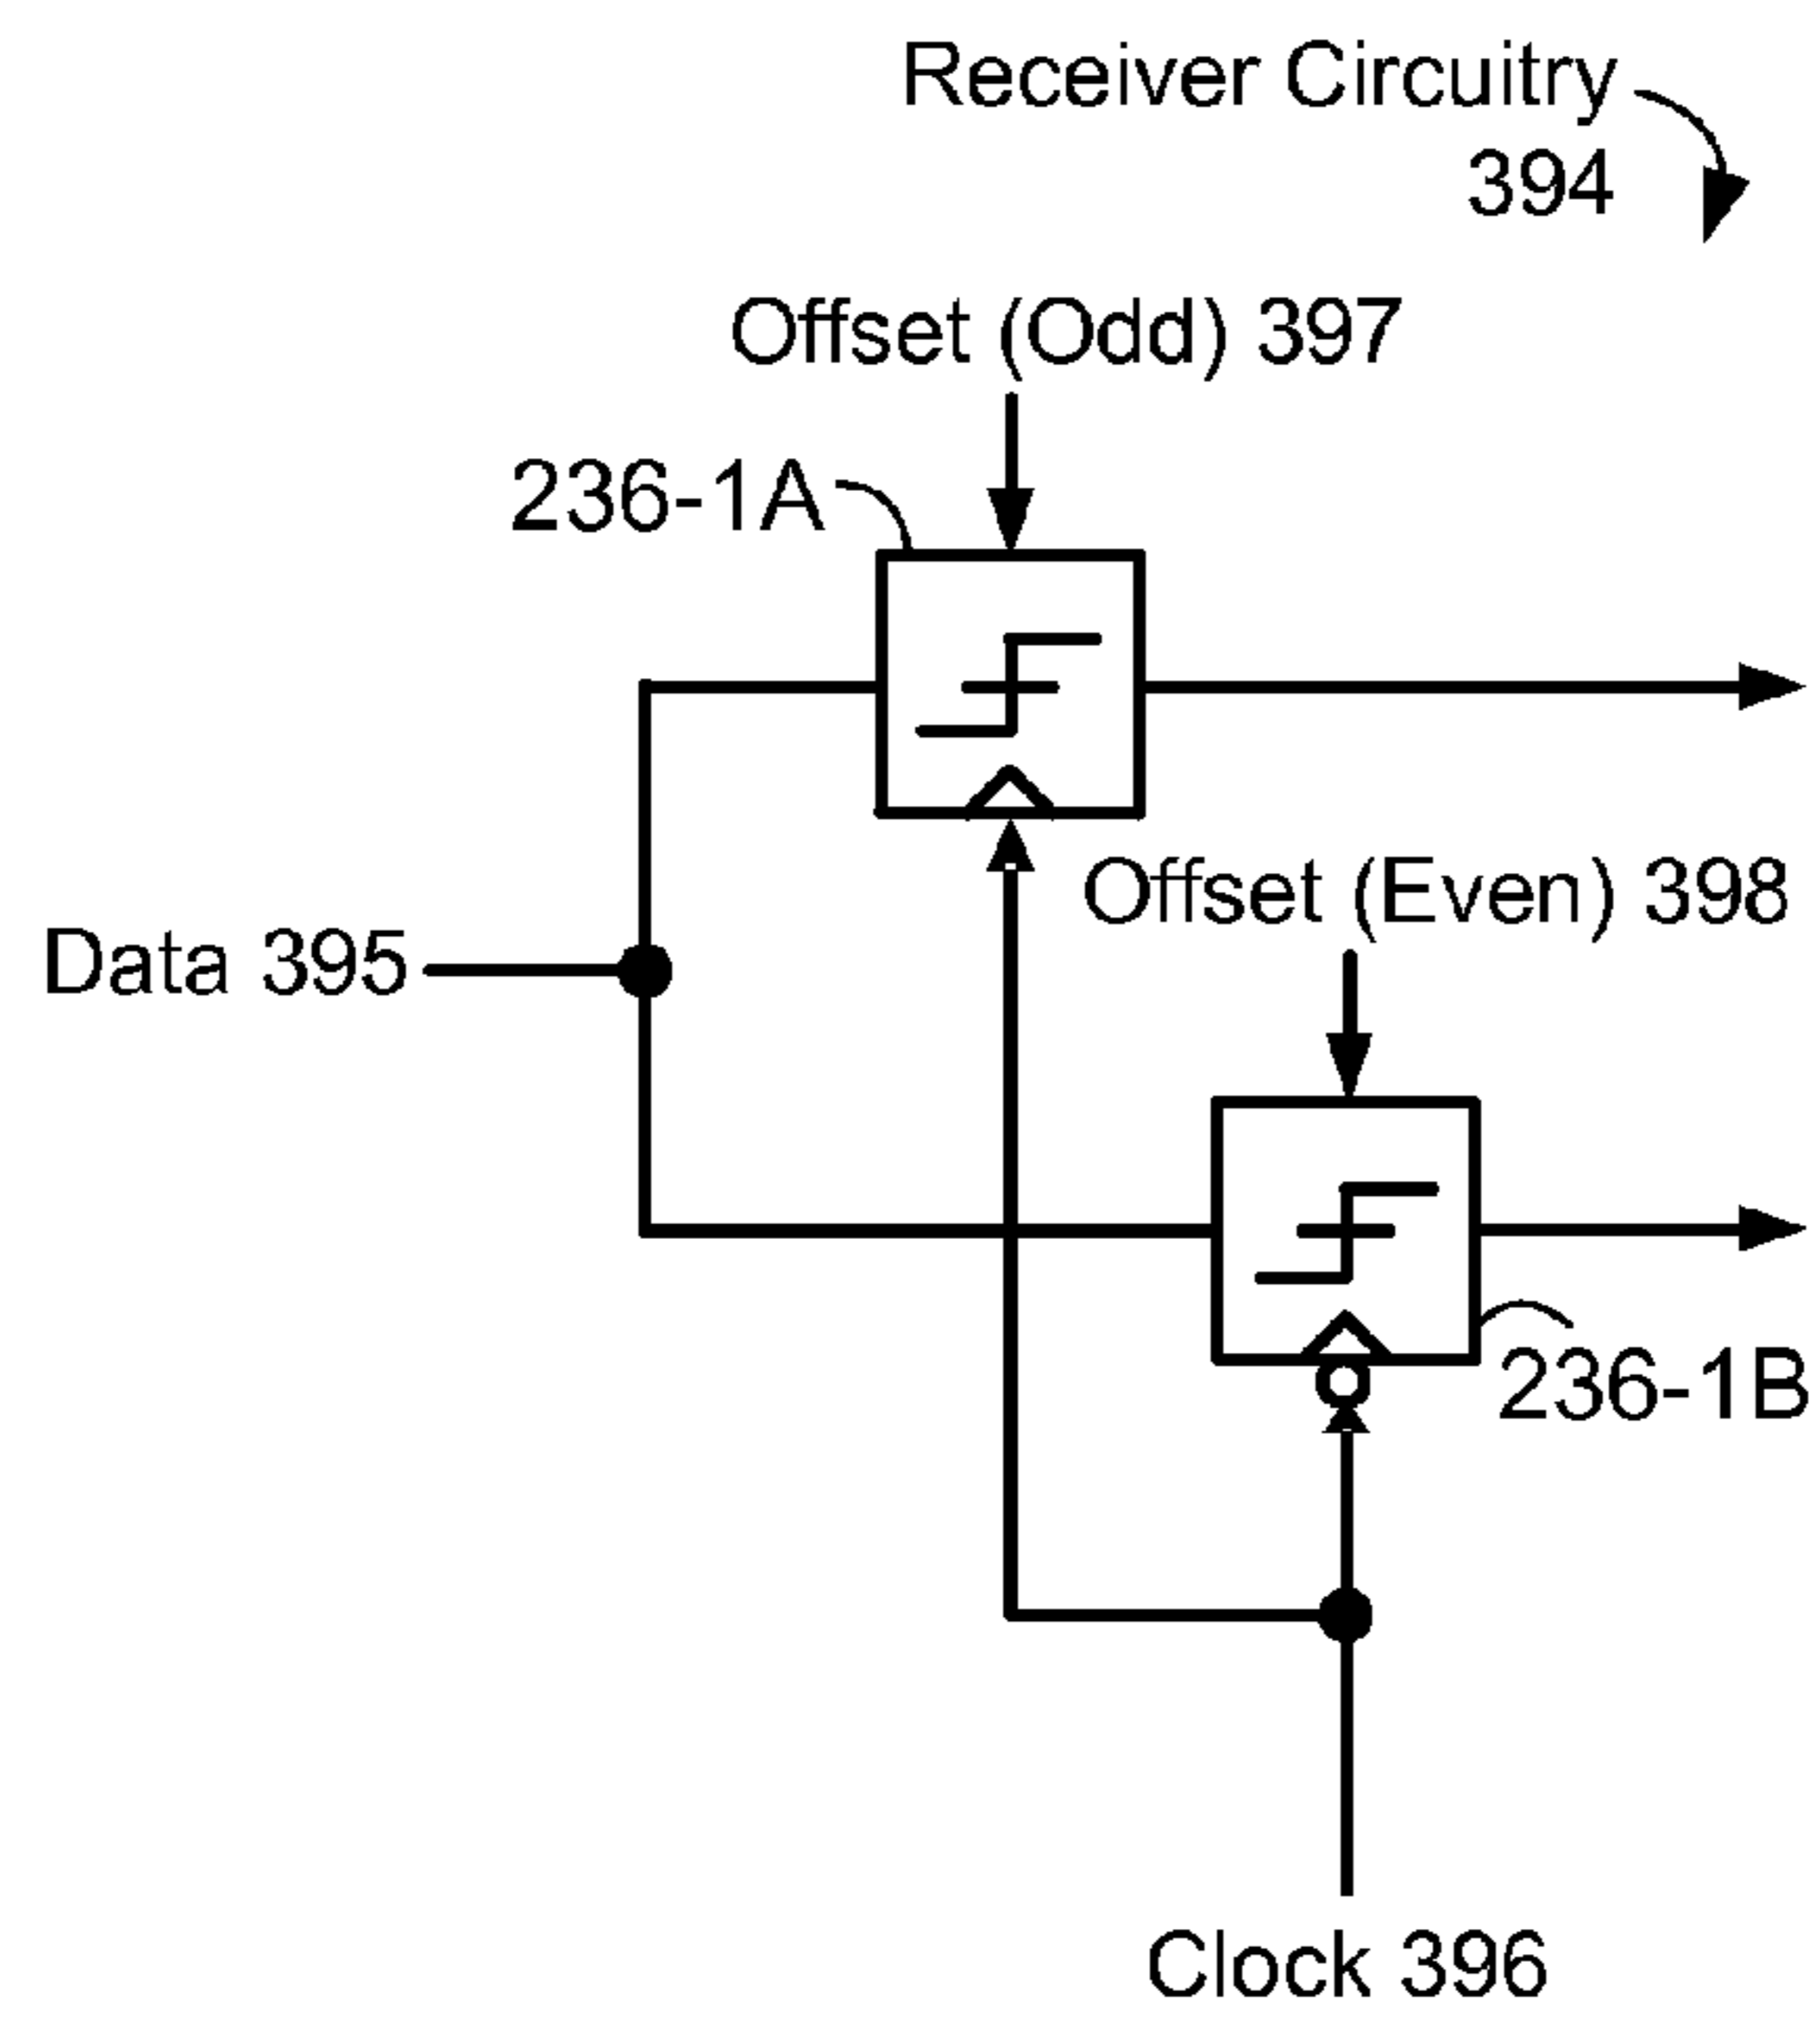 Receiver Circuitry
394
Offset (Odd) 397
236-1A
Offset (Even) 398
Data 395
236-1B
Clock 396